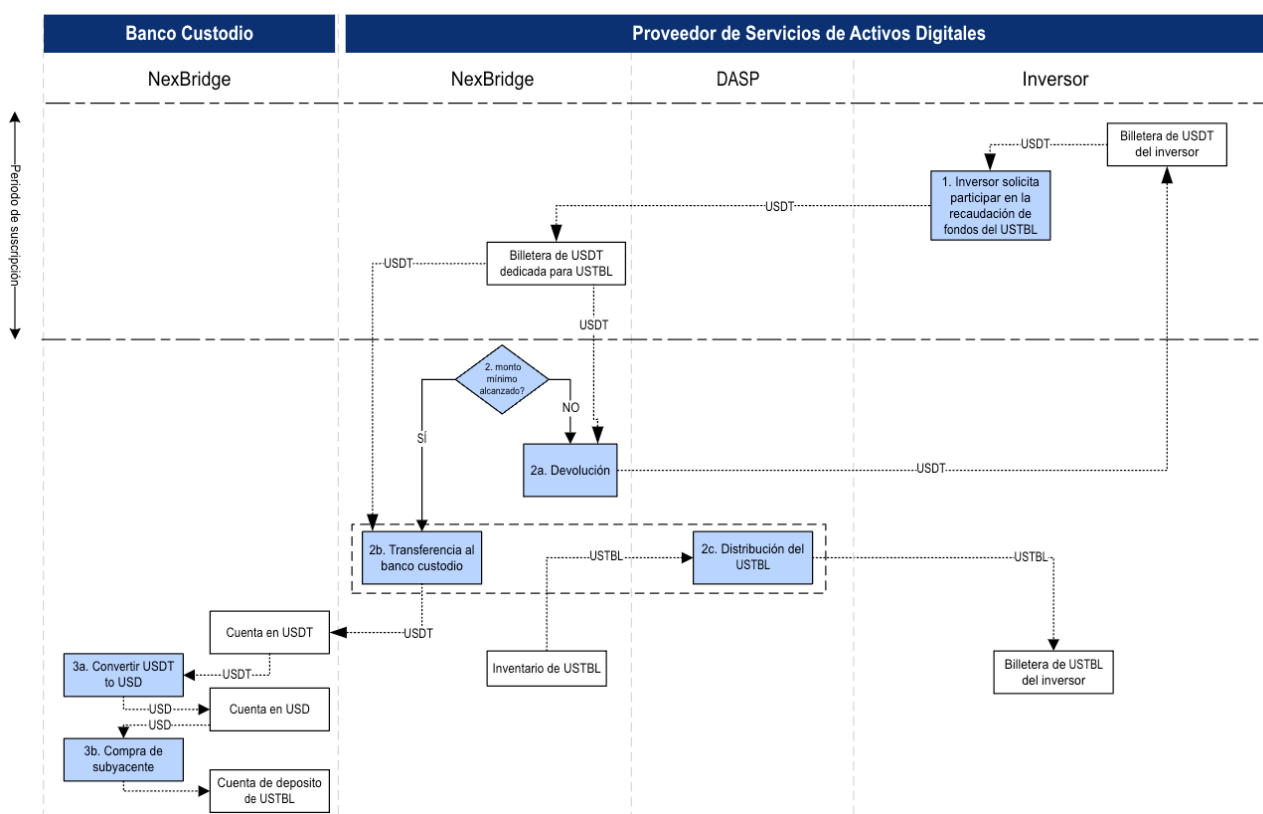 Banco Custodio
Proveedor de Servicios de Activos Digitales
NexBridge
NexBridge
DASP
Inversor
Periodo de suscripción
Billetera de USDT
del inversor
USDT
1. Inversor solicita
participar en la
recaudación de
fondos del USTBL
USDT
Billetera de USDT
dedicada para USTBL
USDT
USDT
2. monto
mínimo
alcanzado?
NO
SÍ
2a. Devolución
USDT
2b. Transferencia al
banco custodio
USTBL
2c. Distribución del
USTBL
USTBL
USDT
Cuenta en USDT
Inventario de USTBL
Billetera de USTBL
del inversor
3a. Convertir USDT
to USD
USDT
USD
Cuenta en USD
USD
3b. Compra de
subyacente
Cuenta de deposito
de USTBL